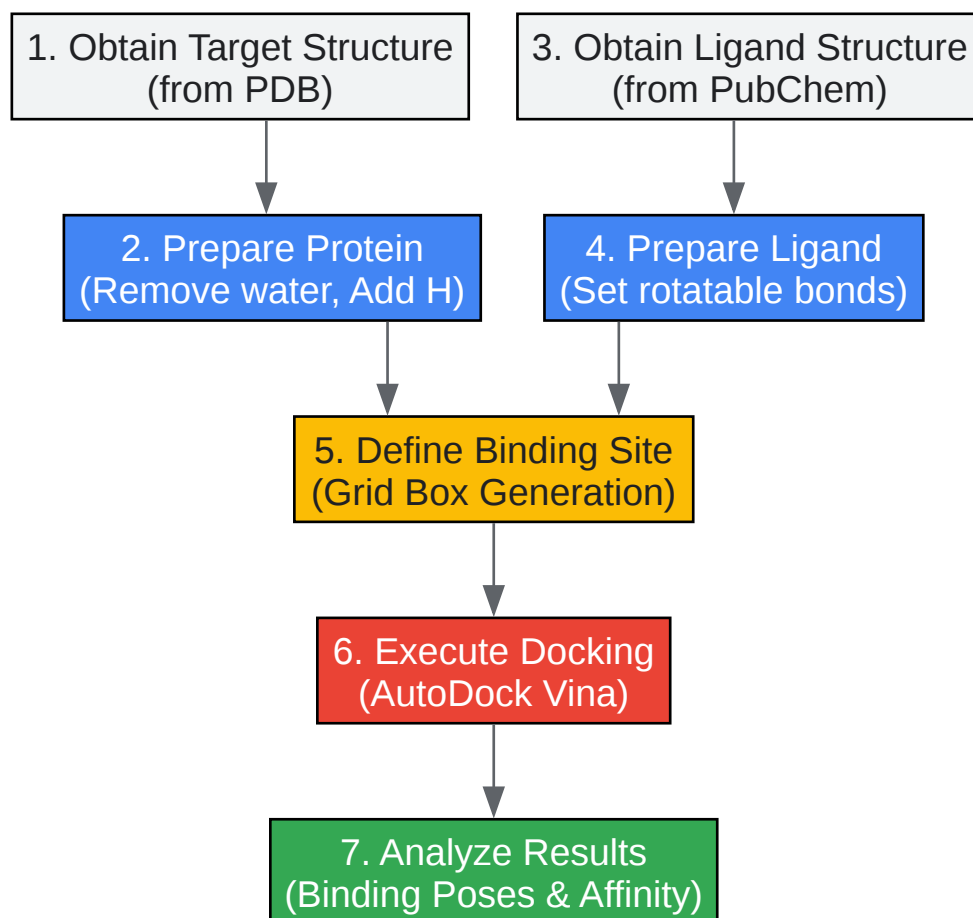 1. Obtain Target Structure
(from PDB)
3. Obtain Ligand Structure
(from PubChem)
2. Prepare Protein
(Remove water, Add H)
4. Prepare Ligand
(Set rotatable bonds)
5. Define Binding Site
(Grid Box Generation)
6. Execute Docking
(AutoDock Vina)
7. Analyze Results
(Binding Poses & Affinity)